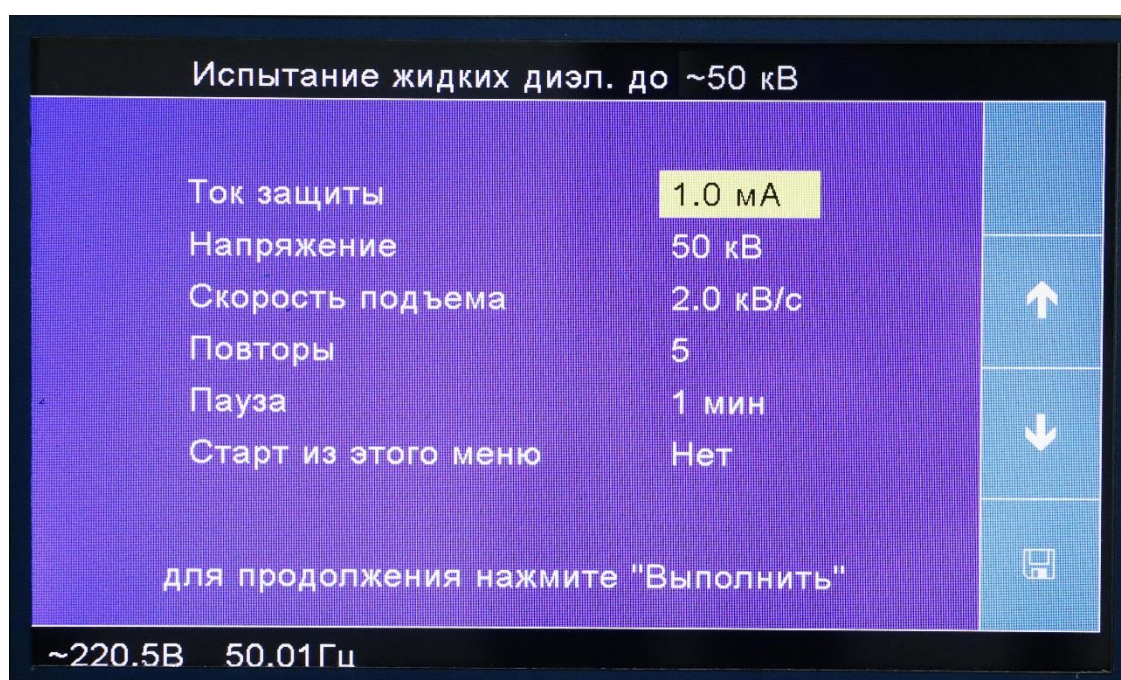 Испытание жидких диэл. до ~50 кВ
Ток защиты 1.0 мА
Напряжение 50 кВ
Скорость подъема 2.0 кВ/с
Повторы 5
Пауза 1 мин
Старт из этого меню Нет
для продолжения нажмите "Выполнить"
~220.5В 50.01Гц